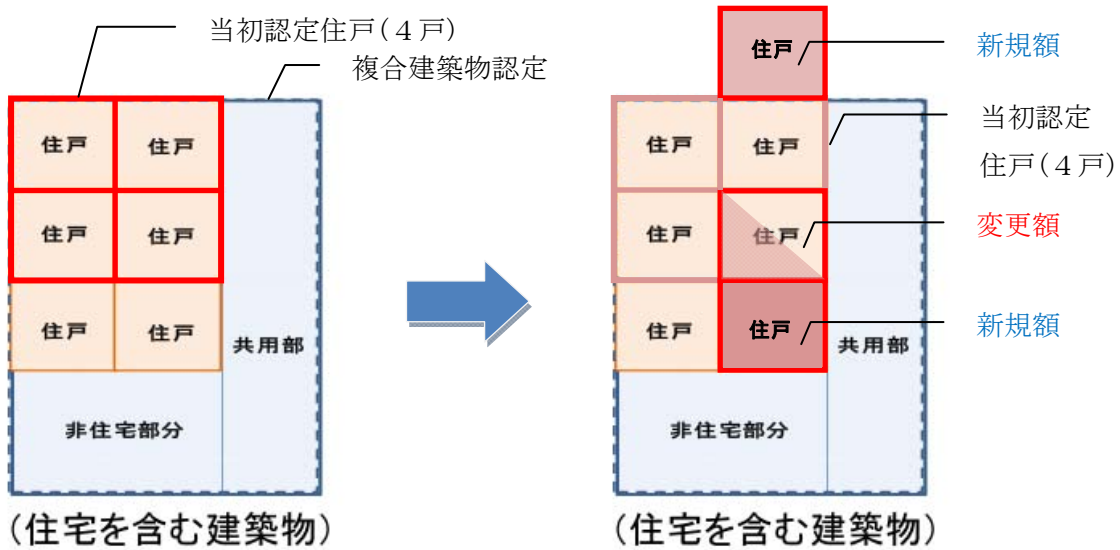 当初認定住戸(４戸)
複合建築物認定
住戸 住戸
住戸 住戸
住戸 住戸
共用部
非住宅部分
(住宅を含む建築物)
住戸
新規額
住戸 住戸
当初認定
住戸(４戸)
住戸 住戸
変更額
住戸 住戸
新規額
共用部
非住宅部分
(住宅を含む建築物)